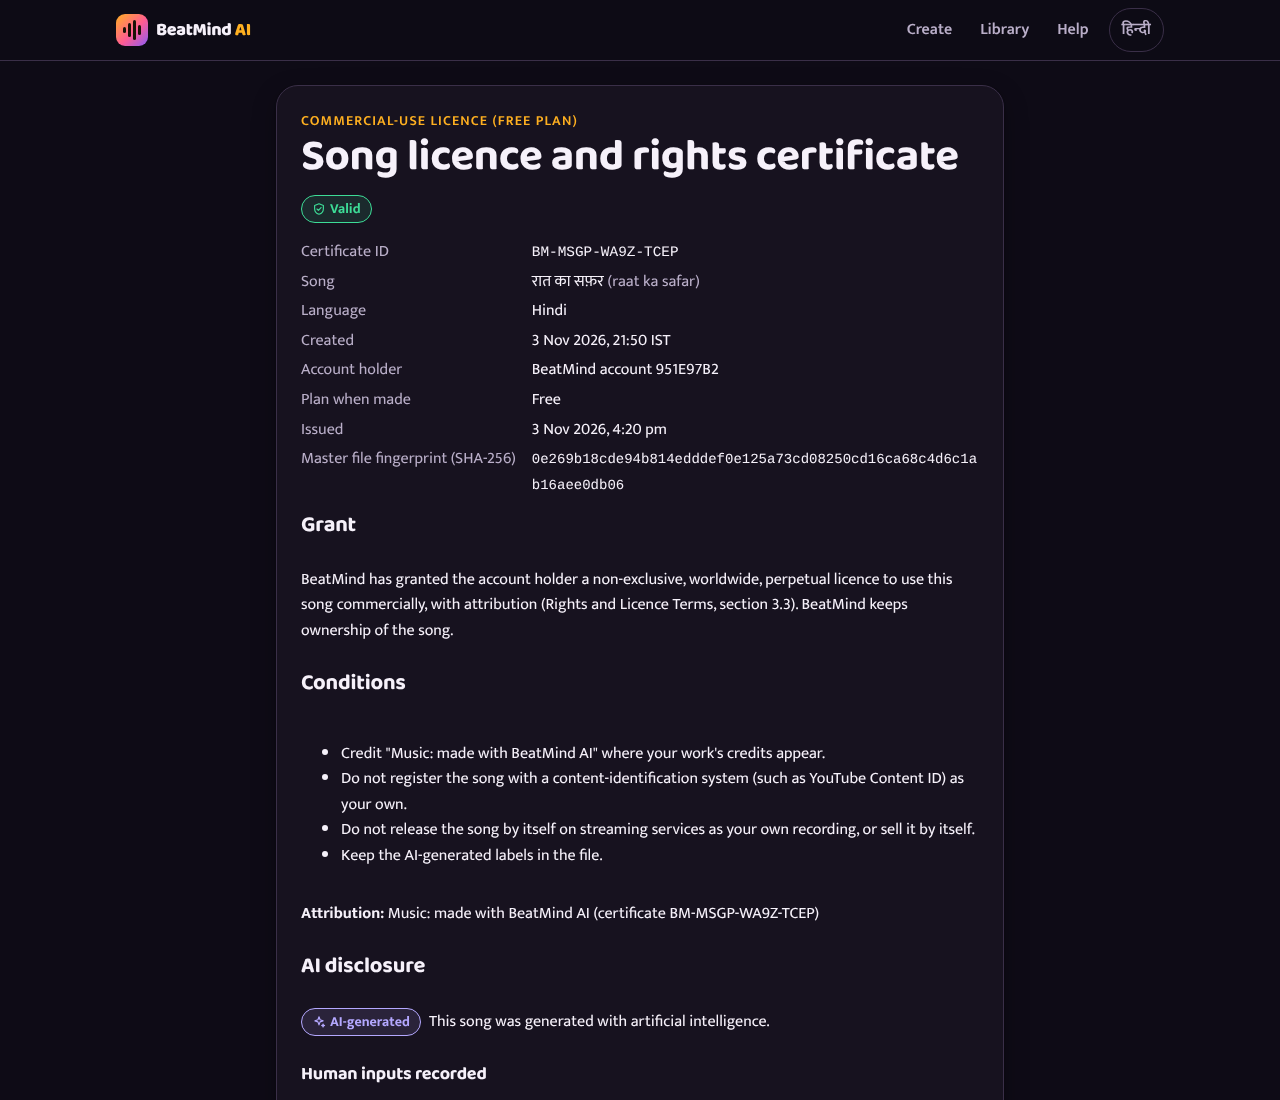 BeatMind AI
Create Library Help हिन्दी
COMMERCIAL-USE LICENCE (FREE PLAN)
Song licence and rights certificate
Valid
Certificate ID BM-MSGP-WA9Z-TCEP
Song रात का सफ़र (raat ka safar)
Language Hindi
Created 3 Nov 2026, 21:50 IST
Account holder BeatMind account 951E97B2
Plan when made Free
Issued 3 Nov 2026, 4:20 pm
Master file fingerprint (SHA-256) 0e269b18cde94b814edddef0e125a73cd08250cd16ca68c4d6c1a
b16aee0db06
Grant
BeatMind has granted the account holder a non-exclusive, worldwide, perpetual licence to use this
song commercially, with attribution (Rights and Licence Terms, section 3.3). BeatMind keeps
ownership of the song.
Conditions
Credit "Music: made with BeatMind AI" where your work's credits appear.
Do not register the song with a content-identification system (such as YouTube Content ID) as
your own.
Do not release the song by itself on streaming services as your own recording, or sell it by itself.
Keep the AI-generated labels in the file.
Attribution: Music: made with BeatMind AI (certificate BM-MSGP-WA9Z-TCEP)
AI disclosure
AI-generated This song was generated with artificial intelligence.
Human inputs recorded